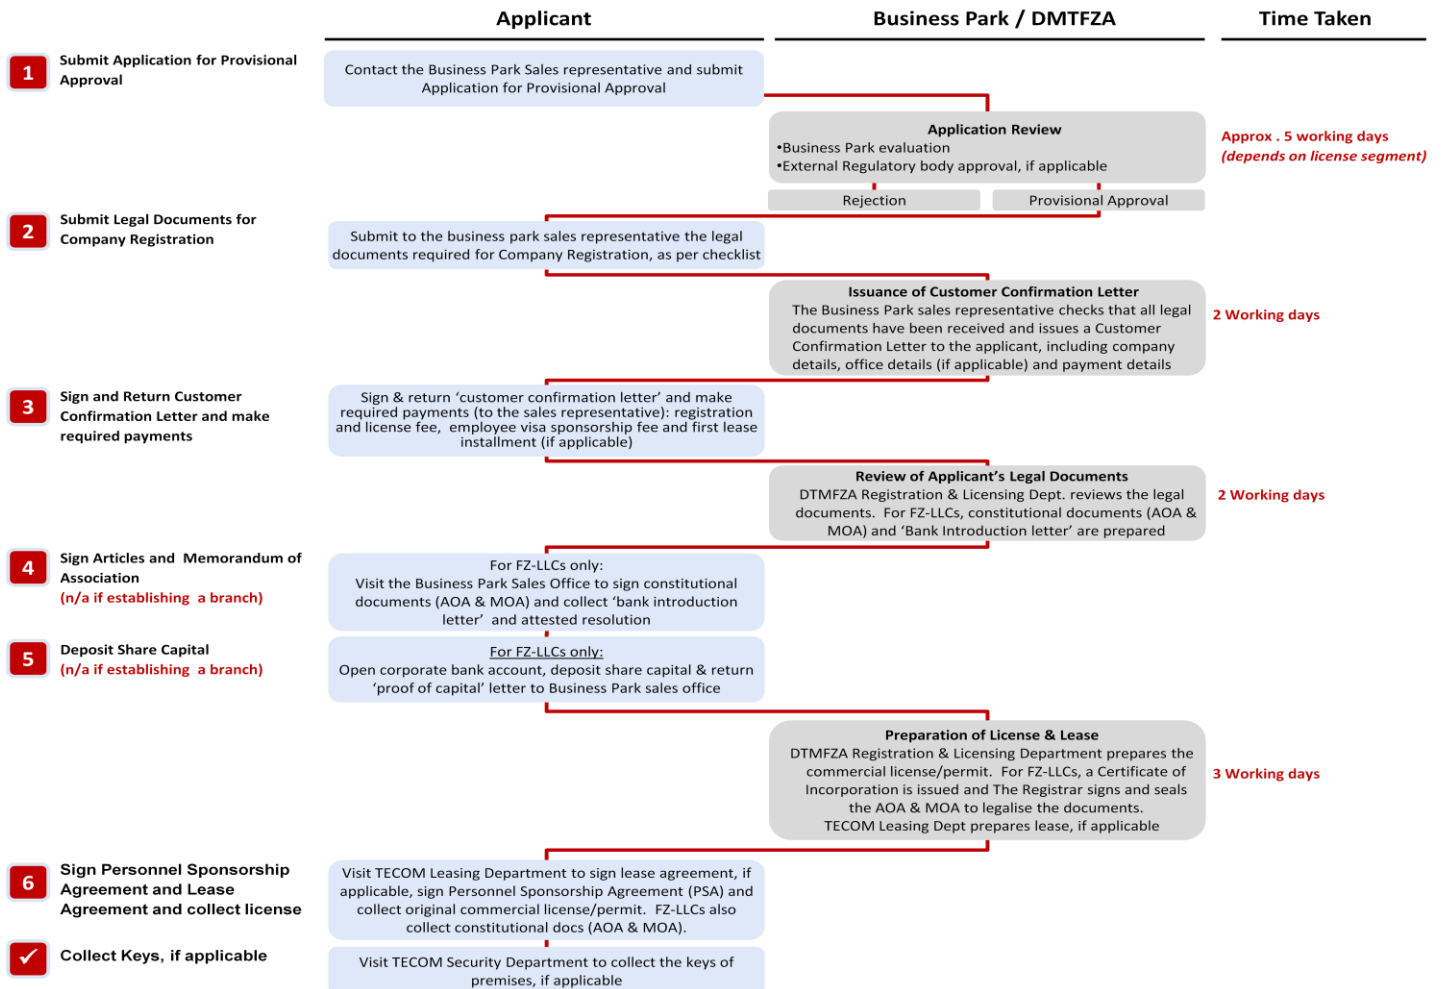 Applicant
Business Park / DMTFZA
Time Taken
1
Submit Application for Provisional
Approval
Contact the Business Park Sales representative and submit
Application for Provisional Approval
Application Review
•Business Park evaluation
•External Regulatory body approval, if applicable
Approx . 5 working days
(depends on license segment)
Rejection
Provisional Approval
2
Submit Legal Documents for
Company Registration
Submit to the business park sales representative the legal
documents required for Company Registration, as per checklist
Issuance of Customer Confirmation Letter
The Business Park sales representative checks that all legal
documents have been received and issues a Customer
Confirmation Letter to the applicant, including company
details, office details (if applicable) and payment details
2 Working days
3
Sign and Return Customer
Confirmation Letter and make
required payments
Sign & return ‘customer confirmation letter’ and make
required payments (to the sales representative): registration
and license fee, employee visa sponsorship fee and first lease
installment (if applicable)
Review of Applicant’s Legal Documents
DTMFZA Registration & Licensing Dept. reviews the legal
documents. For FZ-LLCs, constitutional documents (AOA &
MOA) and ‘Bank Introduction letter’ are prepared
2 Working days
4
Sign Articles and Memorandum of
Association
(n/a if establishing a branch)
For FZ-LLCs only:
Visit the Business Park Sales Office to sign constitutional
documents (AOA & MOA) and collect ‘bank introduction
letter’ and attested resolution
5
Deposit Share Capital
(n/a if establishing a branch)
For FZ-LLCs only:
Open corporate bank account, deposit share capital & return
‘proof of capital’ letter to Business Park sales office
Preparation of License & Lease
DTMFZA Registration & Licensing Department prepares the
commercial license/permit. For FZ-LLCs, a Certificate of
Incorporation is issued and The Registrar signs and seals
the AOA & MOA to legalise the documents.
TECOM Leasing Dept prepares lease, if applicable
3 Working days
6
Sign Personnel Sponsorship
Agreement and Lease
Agreement and collect license
Visit TECOM Leasing Department to sign lease agreement, if
applicable, sign Personnel Sponsorship Agreement (PSA) and
collect original commercial license/permit. FZ-LLCs also
collect constitutional docs (AOA & MOA).
✓
Collect Keys, if applicable
Visit TECOM Security Department to collect the keys of
premises, if applicable